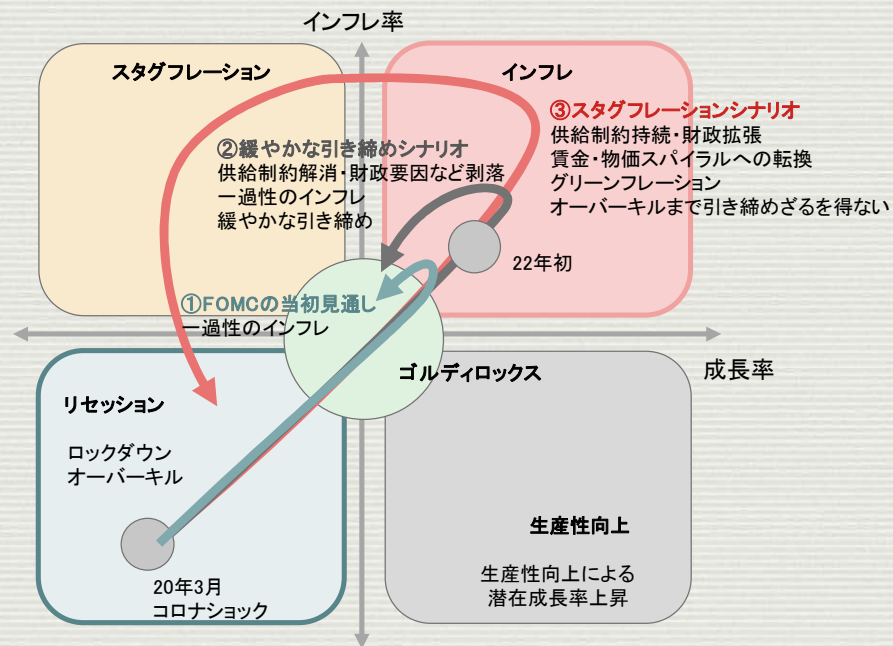 インフレ率
スタグフレーション
インフレ
③スタグフレーションシナリオ
供給制約持続・財政拡張
賃金・物価スパイラルへの転換
グリーンフレーション
オーバーキルまで引き締めざるを得ない
②緩やかな引き締めシナリオ
供給制約解消・財政要因など剥落
一過性のインフレ
緩やかな引き締め
22年初
①FOMCの当初見通し
一過性のインフレ
成長率
ゴルディロックス
リセッション
ロックダウン
オーバーキル
20年3月
コロナショック
生産性向上
生産性向上による
潜在成長率上昇